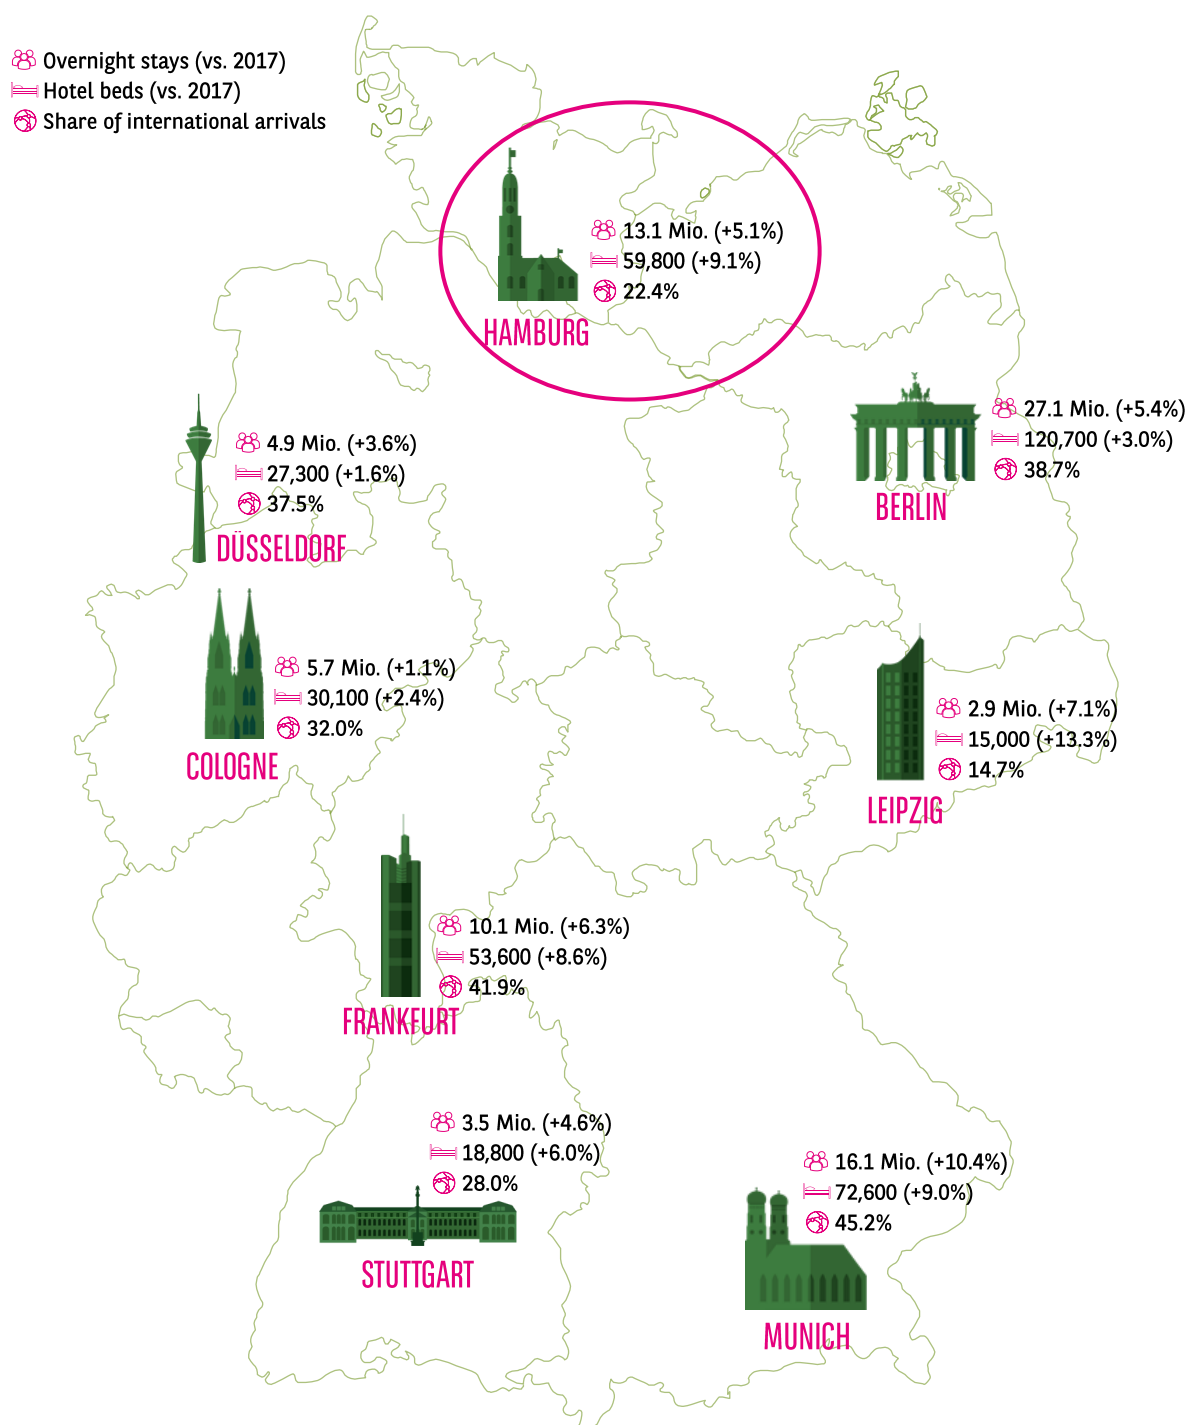 Overnight stays (vs. 2017)
Hotel beds (vs. 2017)
Share of international arrivals
13.1 Mio. (+5.1%)
59,800 (+9.1%)
22.4%
HAMBURG
27.1 Mio. (+5.4%)
120,700 (+3.0%)
38.7%
BERLIN
4.9 Mio. (+3.6%)
27,300 (+1.6%)
37.5%
DÜSSELDORF
5.7 Mio. (+1.1%)
30,100 (+2.4%)
32.0%
COLOGNE
2.9 Mio. (+7.1%)
15,000 (+13.3%)
14.7%
LEIPZIG
10.1 Mio. (+6.3%)
53,600 (+8.6%)
41.9%
FRANKFURT
3.5 Mio. (+4.6%)
18,800 (+6.0%)
28.0%
STUTTGART
16.1 Mio. (+10.4%)
72,600 (+9.0%)
45.2%
MUNICH